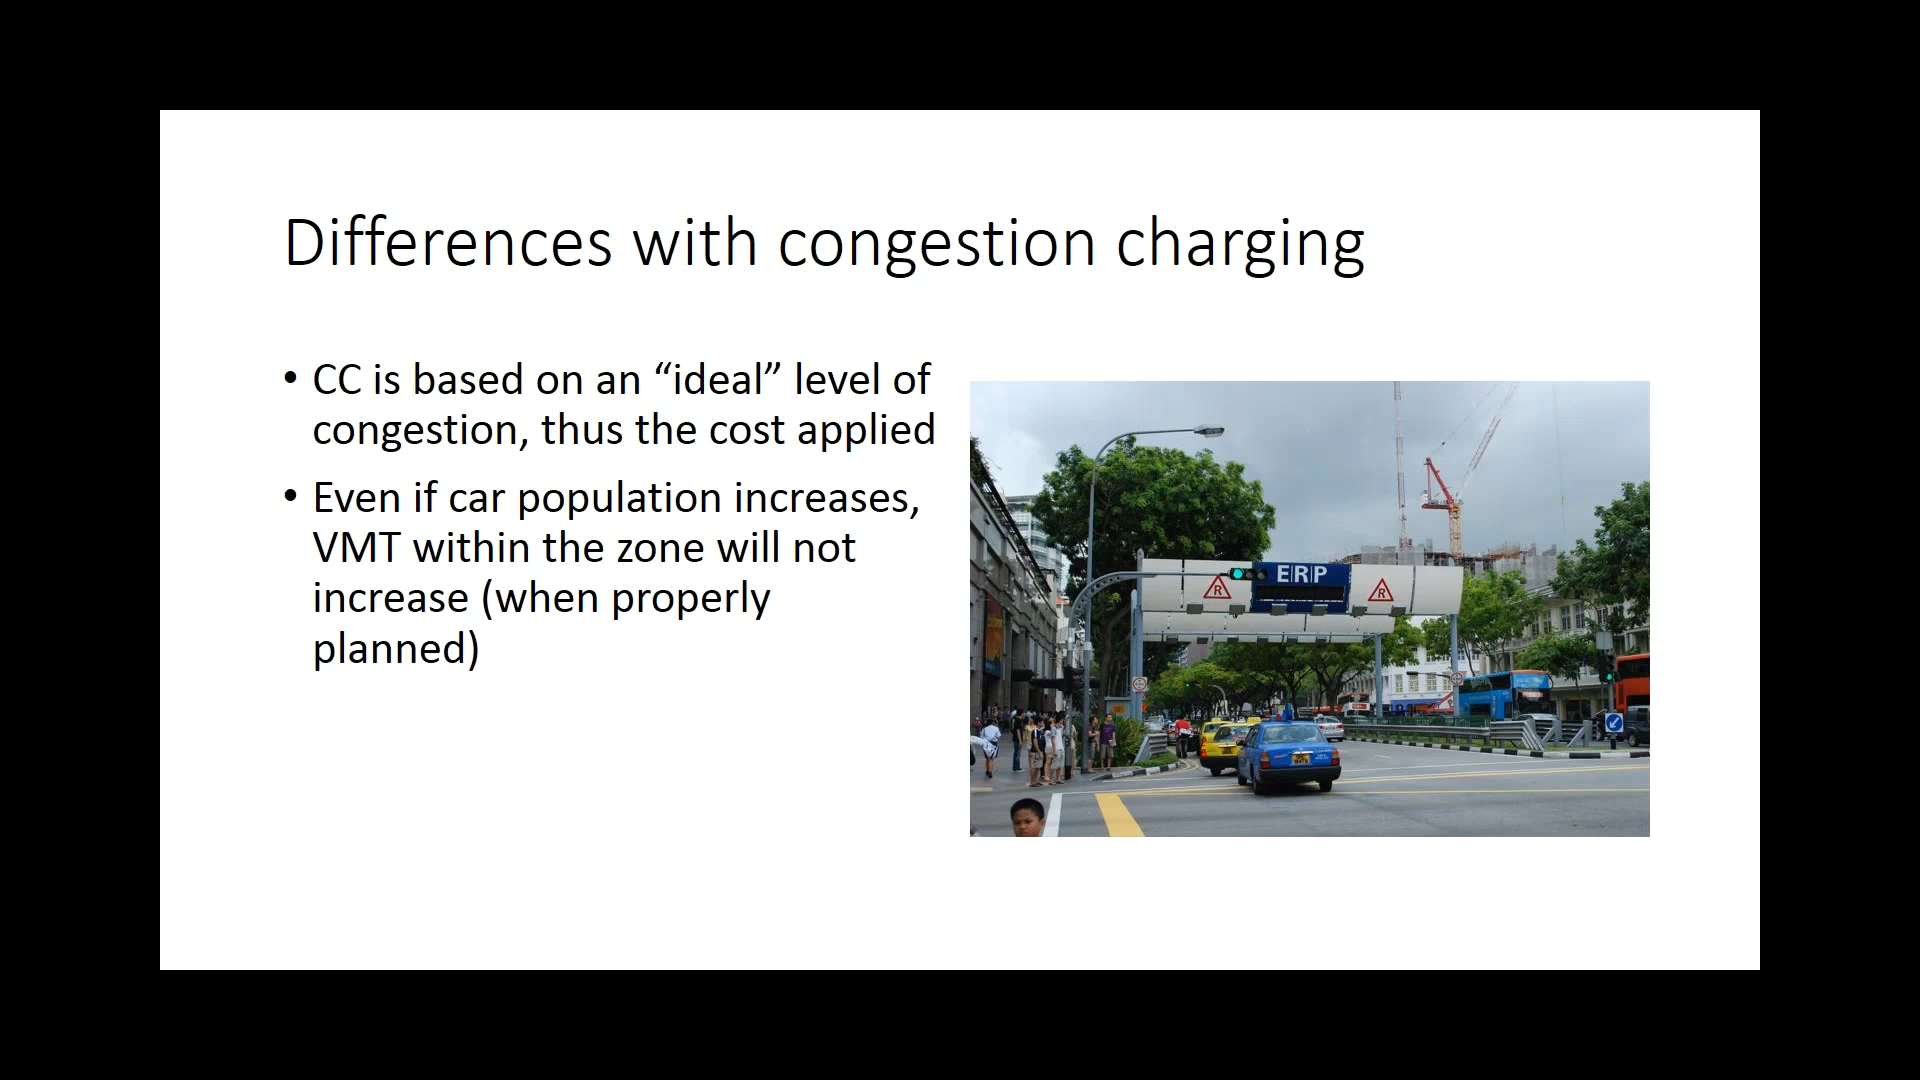 Differences with congestion charging
• CC is based on an “ideal” level of
congestion, thus the cost applied
• Even if car population increases,
VMT within the zone will not
increase (when properly
planned)
ERP
R
R